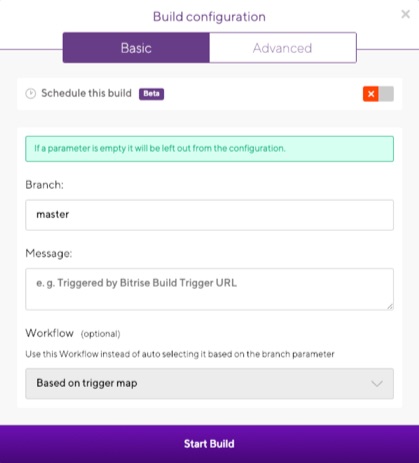 Build configuration
Basic
Advanced
Schedule this build Beta
If a parameter is empty it will be left out from the configuration.
Branch:
master
Message:
e. g. Triggered by Bitrise Build Trigger URL
Workflow (optional)
Use this Workflow instead of auto selecting it based on the branch parameter
Based on trigger map
Start Build